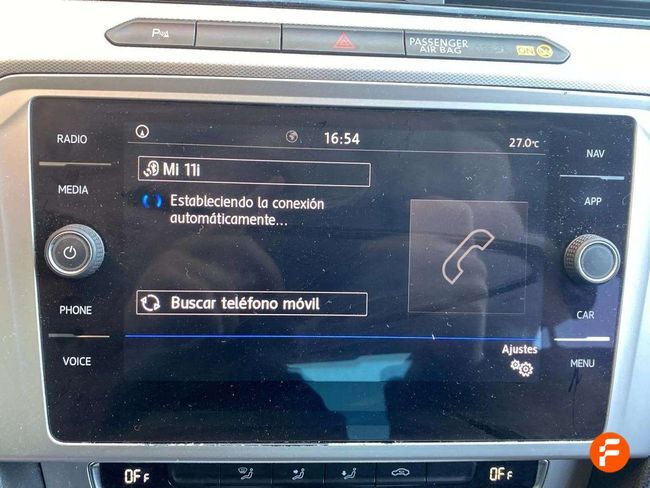 PASSENGER
AIR BAG
ON
RADIO
MEDIA
PHONE
VOICE
16:54
27.0°C
Mi 11i
Estableciendo la conexión
automáticamente...
Buscar teléfono móvil
Ajustes
NAV
APP
CAR
MENU
OFF
OFF